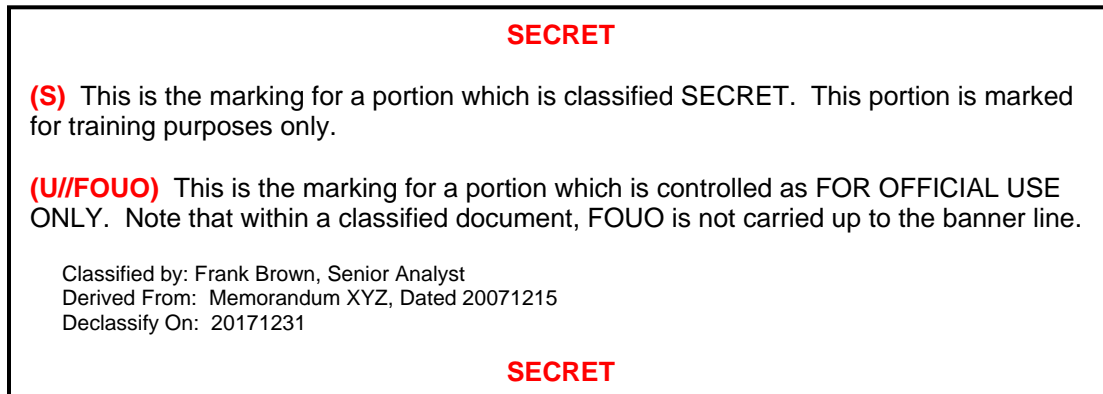 SECRET
(S) This is the marking for a portion which is classified SECRET. This portion is marked
for training purposes only.
(U//FOUO) This is the marking for a portion which is controlled as FOR OFFICIAL USE
ONLY. Note that within a classified document, FOUO is not carried up to the banner line.
Classified by: Frank Brown, Senior Analyst
Derived From: Memorandum XYZ, Dated 20071215
Declassify On: 20171231
SECRET